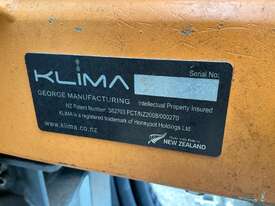 Serial No:
KLIMA
GEORGE MANUFACTURING Intellectual Property Insured
NZ Patent Number: 382703 PCT/NZ2008/000270
KLIMA is a registered trademark of Honeypot Holdings Ltd
www.klima.co.nz
NEW ZEALAND